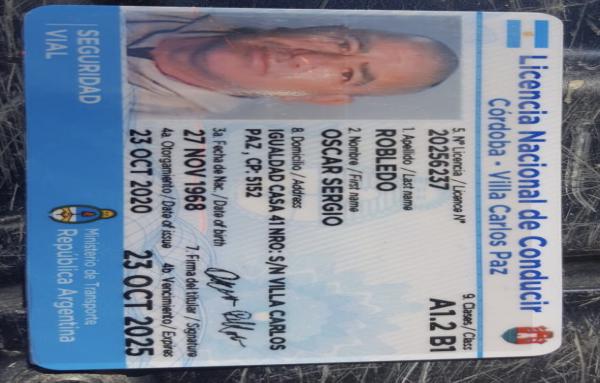 Licencia Nacional de Conducir
Córdoba - Villa Carlos Paz
5. Nº Licencia / Licence Nº
20256237
9. Clases / Class
A1.2 B1
1. Apellido / Last name
ROBLEDO
2. Nombre / First name
OSCAR SERGIO
8. Domicilio / Address
IGUALDAD CASA 41 NRO: S/N VILLA CARLOS
PAZ, CP: 5152
3a. Fecha de Nac. / Date of birth
27 NOV 1968
7. Firma del titular / Signature
4a. Otorgamiento / Date of issue
23 OCT 2020
4b. Vencimiento / Expires
23 OCT 2025
SEGURIDAD
VIAL
Ministerio de Transporte
República Argentina